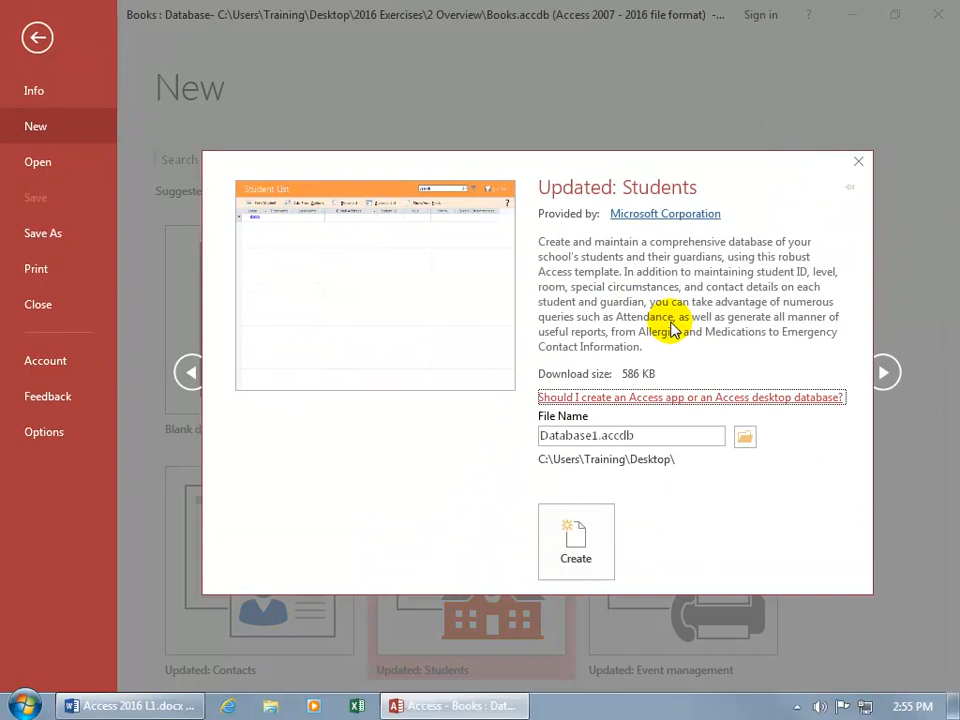 Books : Database- C:\Users\Training\Desktop\2016 Exercises\2 Overview\Books.accdb (Access 2007 - 2016 file format) -...
Sign in
?
Info
New
Open
Save
Save As
Print
Close
Account
Feedback
Options
New
Search
Suggeste
Blank d
Student List
Updated: Students
Provided by: Microsoft Corporation
Create and maintain a comprehensive database of your
school's students and their guardians, using this robust
Access template. In addition to maintaining student ID, level,
room, special circumstances, and contact details on each
student and guardian, you can take advantage of numerous
queries such as Attendance, as well as generate all manner of
useful reports, from Allergies and Medications to Emergency
Contact Information.
Download size: 586 KB
Should I create an Access app or an Access desktop database?
File Name
Database1.accdb
C:\Users\Training\Desktop\
Create
Updated: Contacts
Updated: Students
Updated: Event management
Access 2016 L1.docx ...
Access - Books : Dat...
2:55 PM